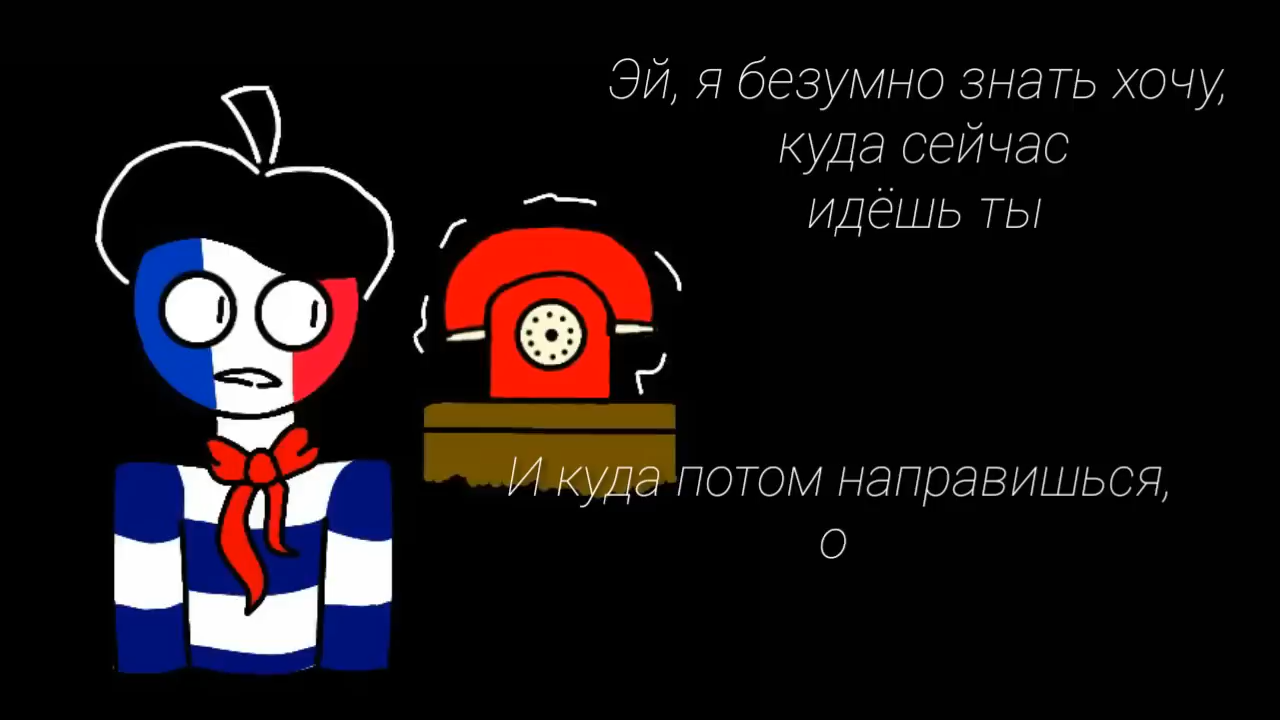 Эй, я безумно знать хочу,
куда сейчас
идёшь ты
И куда потом направишься,
о